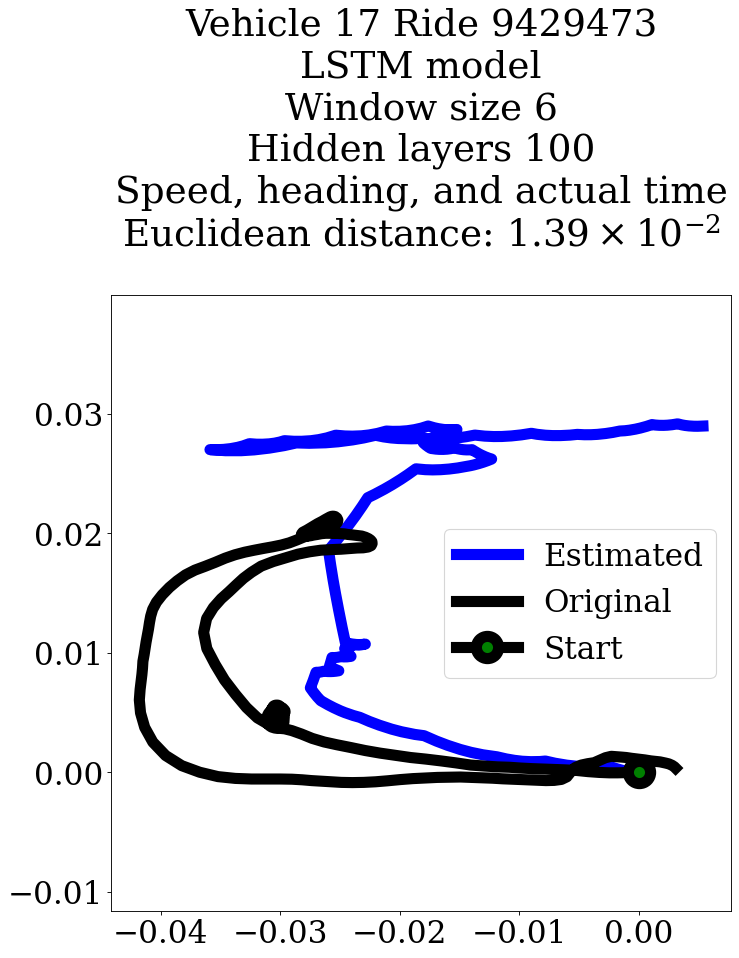 Vehicle 17 Ride 9429473
LSTM model
Window size 6
Hidden layers 100
Speed, heading, and actual time
Euclidean distance: 1.39 × 10⁻²
0.03
0.02
0.01
0.00
−0.01
Estimated
Original
Start
−0.04 −0.03 −0.02 −0.01 0.00